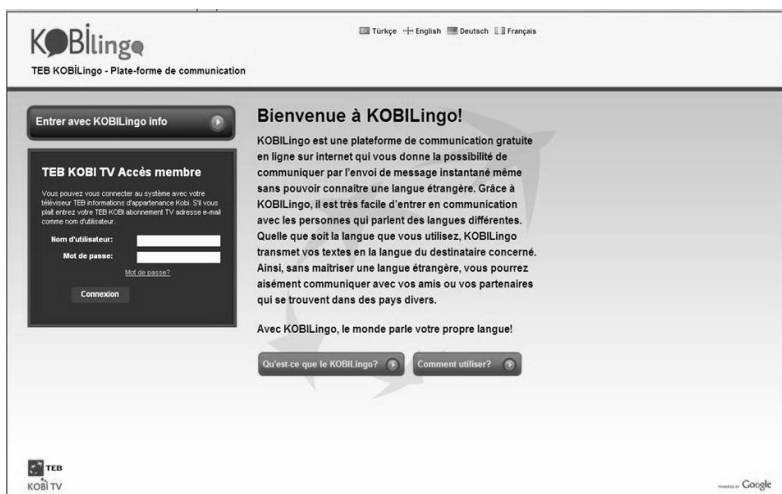 KOBİlingo
Türkçe English Deutsch Français
TEB KOBİLingo - Plate-forme de communication
Entrer avec KOBILingo info
TEB KOBI TV Accès membre
Vous pouvez vous connecter au système avec votre
téléviseur TEB informations d'appartenance Kobi. S'il vous
plaît entrez votre TEB KOBI abonnement TV adresse e-mail
comme nom d'utilisateur.
Nom d'utilisateur:
Mot de passe:
Mot de passe?
Connexion
Bienvenue à KOBILingo!
KOBILingo est une plateforme de communication gratuite
en ligne sur internet qui vous donne la possibilité de
communiquer par l'envoi de message instantané même
sans pouvoir connaître une langue étrangère. Grâce à
KOBILingo, il est très facile d'entrer en communication
avec les personnes qui parlent des langues différentes.
Quelle que soit la langue que vous utilisez, KOBILingo
transmet vos textes en la langue du destinataire concerné.
Ainsi, sans maîtriser une langue étrangère, vous pourrez
aisément communiquer avec vos amis ou vos partenaires
qui se trouvent dans des pays divers.
Avec KOBILingo, le monde parle votre propre langue!
Qu'est-ce que le KOBILingo? Comment utiliser?
TEB
KOBİ TV
POWERED BY Google